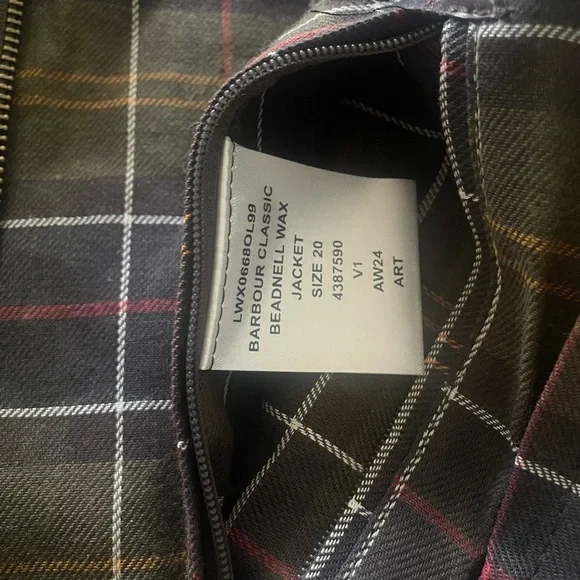 LWX0668OL99
BARBOUR CLASSIC
BEADNELL WAX
JACKET
SIZE 20
4387590
V1
AW24
ART